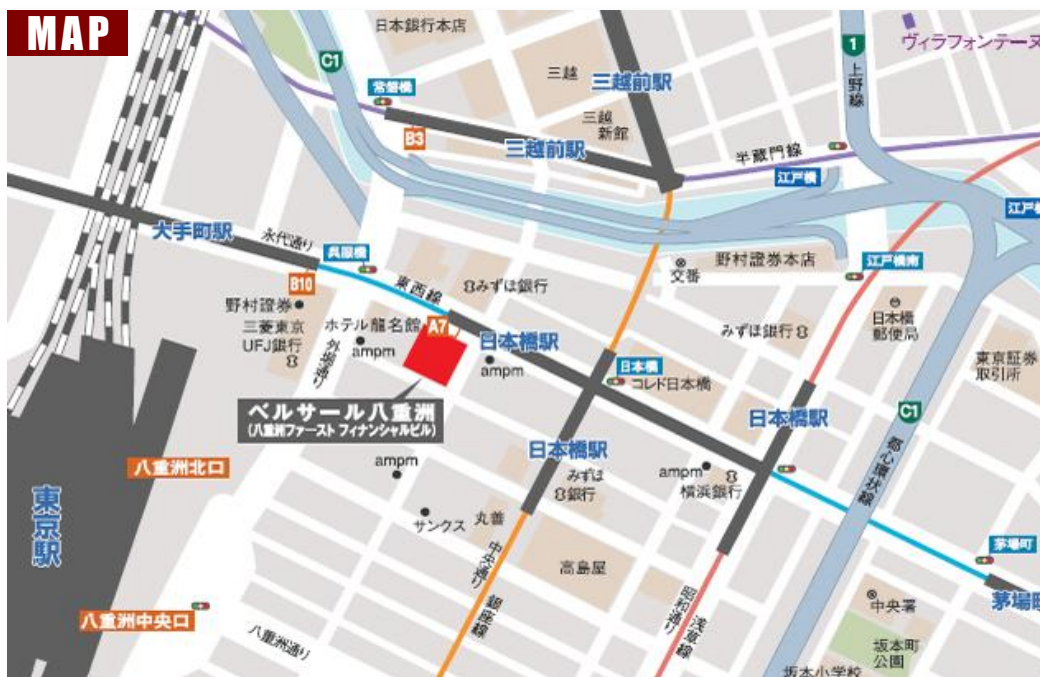 MAP
日本銀行本店
C1
三越
三越前駅
1
上野線
ヴィラフォンテーヌ
常盤橋
B3
三越
新館
三越前駅
半蔵門線
江戸橋
江戸橋
大手町駅
永代通り
呉服橋
東西線
みずほ銀行
交番
野村證券本店
江戸橋南
B10
野村證券
三菱東京
UFJ銀行
外堀通り
ホテル龍名館
A7
ampm
日本橋駅
ampm
日本橋
コレド日本橋
みずほ銀行
日本橋
郵便局
東京証券
取引所
ベルサール八重洲
(八重洲ファースト フィナンシャルビル)
日本橋駅
日本橋駅
C1
都心環状線
八重洲北口
ampm
みずほ
銀行
ampm
横浜銀行
東京駅
サンクス
丸善
中央通り
銀座線
高島屋
昭和通り
浅草線
茅場町
茅場町
八重洲中央口
八重洲通り
中央署
坂本町
公園
坂本小学校